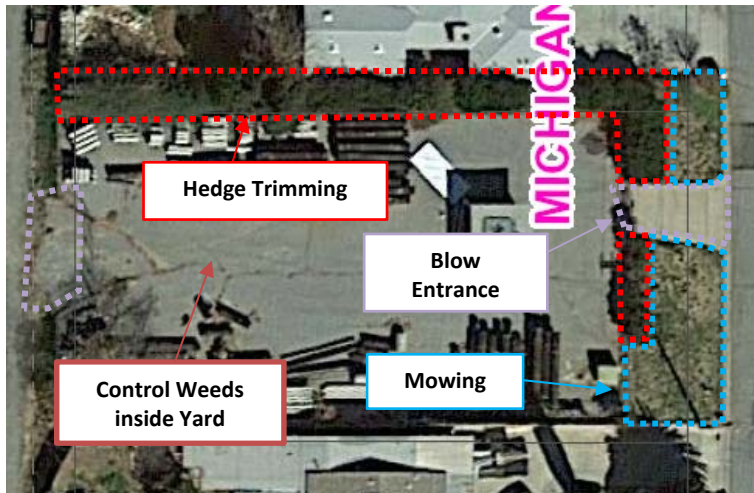 MICHIGAN
Hedge Trimming
Blow
Entrance
Control Weeds
inside Yard
Mowing